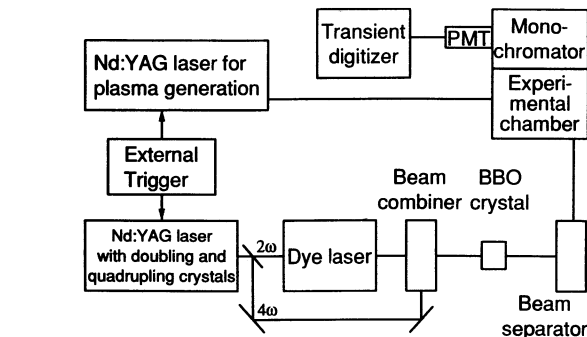 Transient
digitizer
PMT
Mono-
chromator
Nd:YAG laser for
plasma generation
Experi-
mental
chamber
External
Trigger
Beam
combiner
BBO
crystal
Nd:YAG laser
with doubling and
quadrupling crystals
2ω
Dye laser
4ω
Beam
separator